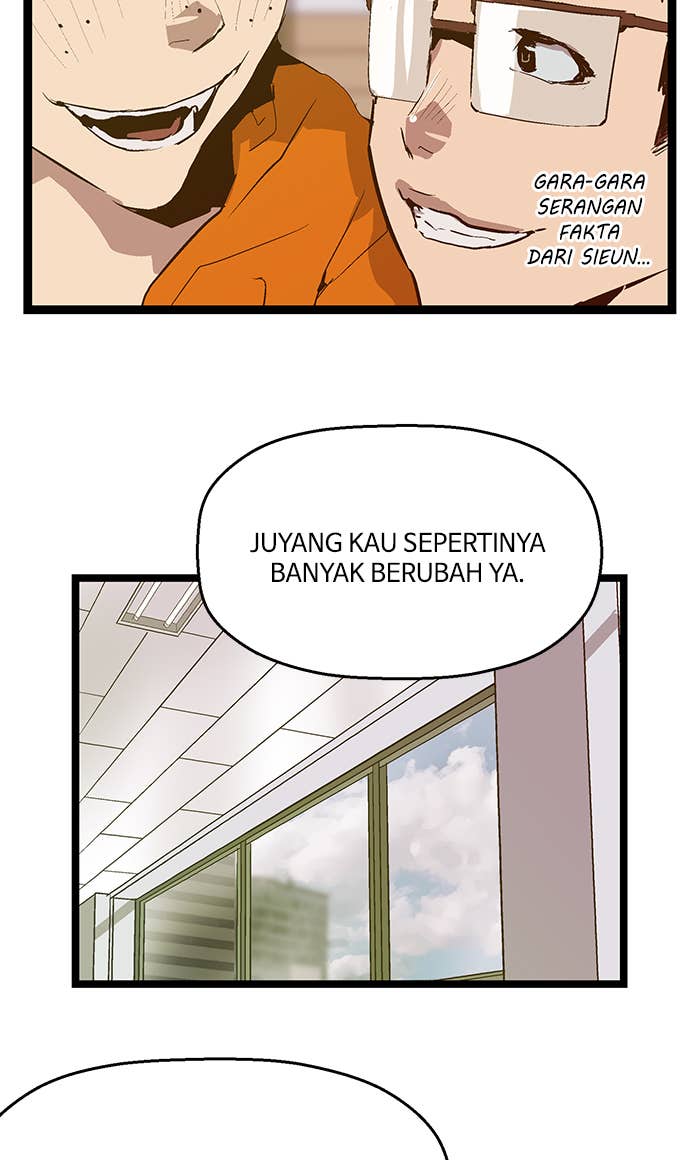 GARA-GARA
SERANGAN
FAKTA
DARI SIEUN...
JUYANG KAU SEPERTINYA
BANYAK BERUBAH YA.